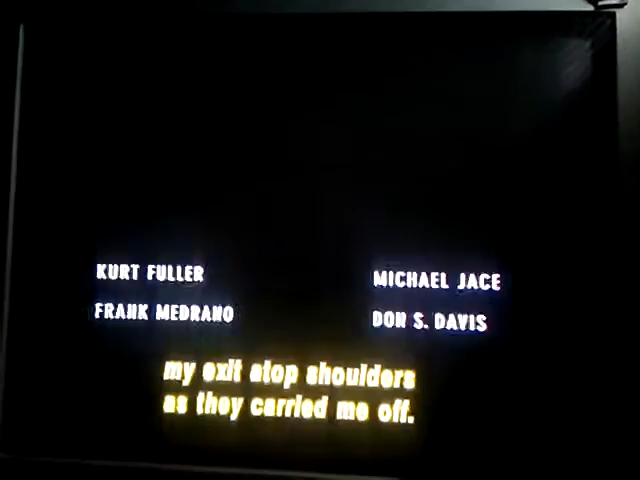 KURT FULLER
MICHAEL JACE
FRANK MEDRANO
DON S. DAVIS
my exit atop shoulders
as they carried me off.